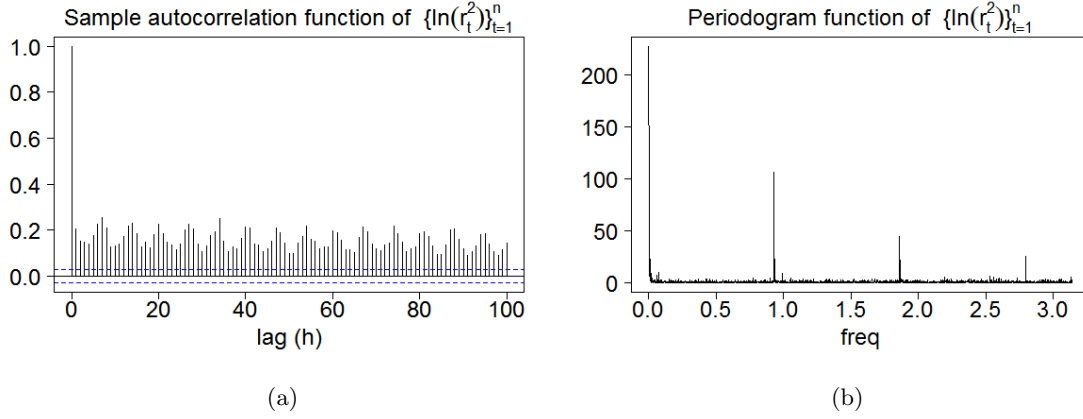 Sample autocorrelation function of {ln(r_t^2)}_{t=1}^n
1.0
0.8
0.6
0.4
0.2
0.0
0 20 40 60 80 100
lag (h)
(a)
Periodogram function of {ln(r_t^2)}_{t=1}^n
200
150
100
50
0
0.0 0.5 1.0 1.5 2.0 2.5 3.0
freq
(b)